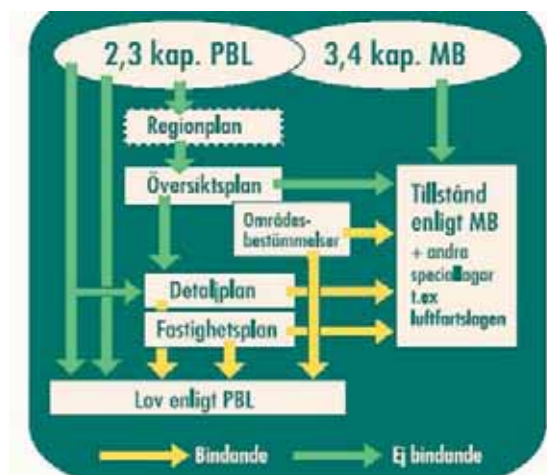 2,3 kap. PBL
3,4 kap. MB
Regionplan
Översiktsplan
Områdes-
bestämmelser
Detaljplan
Fastighetsplan
Tillstånd
enligt MB
+ andra
speciallagar
t.ex
luftfartslagen
Lov enligt PBL
Bindande
Ej bindande